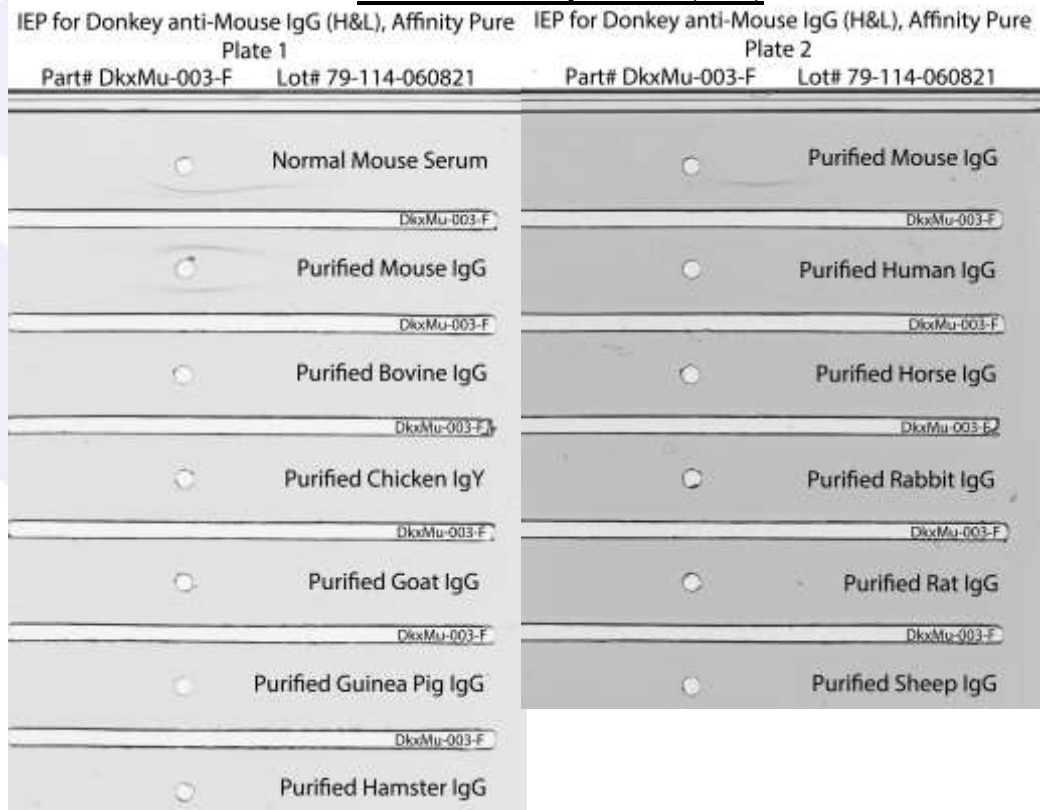 IEP for Donkey anti-Mouse IgG (H&L), Affinity Pure
Plate 1
Part# DkxMu-003-F Lot# 79-114-060821
Normal Mouse Serum
DkxMu-003-F
Purified Mouse IgG
DkxMu-003-F
Purified Bovine IgG
DkxMu-003-F
Purified Chicken IgY
DkxMu-003-F
Purified Goat IgG
DkxMu-003-F
Purified Guinea Pig IgG
DkxMu-003-F
Purified Hamster IgG
IEP for Donkey anti-Mouse IgG (H&L), Affinity Pure
Plate 2
Part# DkxMu-003-F Lot# 79-114-060821
Purified Mouse IgG
DkxMu-003-F
Purified Human IgG
DkxMu-003-F
Purified Horse IgG
DkxMu-003-F
Purified Rabbit IgG
DkxMu-003-F
Purified Rat IgG
DkxMu-003-F
Purified Sheep IgG